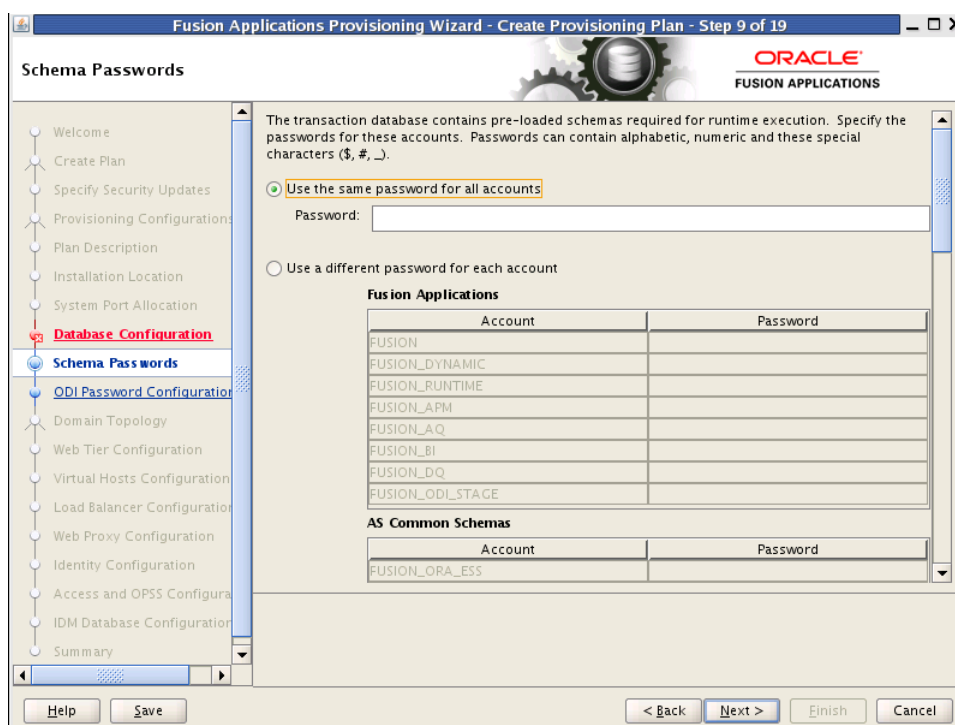 Fusion Applications Provisioning Wizard - Create Provisioning Plan - Step 9 of 19
Schema Passwords
ORACLE
FUSION APPLICATIONS
Welcome
Create Plan
Specify Security Updates
Provisioning Configurations
Plan Description
Installation Location
System Port Allocation
Database Configuration
Schema Passwords
ODI Password Configuration
Domain Topology
Web Tier Configuration
Virtual Hosts Configuration
Load Balancer Configuration
Web Proxy Configuration
Identity Configuration
Access and OPSS Configura
IDM Database Configuration
Summary
The transaction database contains pre-loaded schemas required for runtime execution. Specify the
passwords for these accounts. Passwords can contain alphabetic, numeric and these special
characters ($, #, _).
Use the same password for all accounts
Password:
Use a different password for each account
Fusion Applications
Account Password
FUSION
FUSION_DYNAMIC
FUSION_RUNTIME
FUSION_APM
FUSION_AQ
FUSION_BI
FUSION_DQ
FUSION_ODI_STAGE
AS Common Schemas
Account Password
FUSION_ORA_ESS
Help Save < Back Next > Finish Cancel